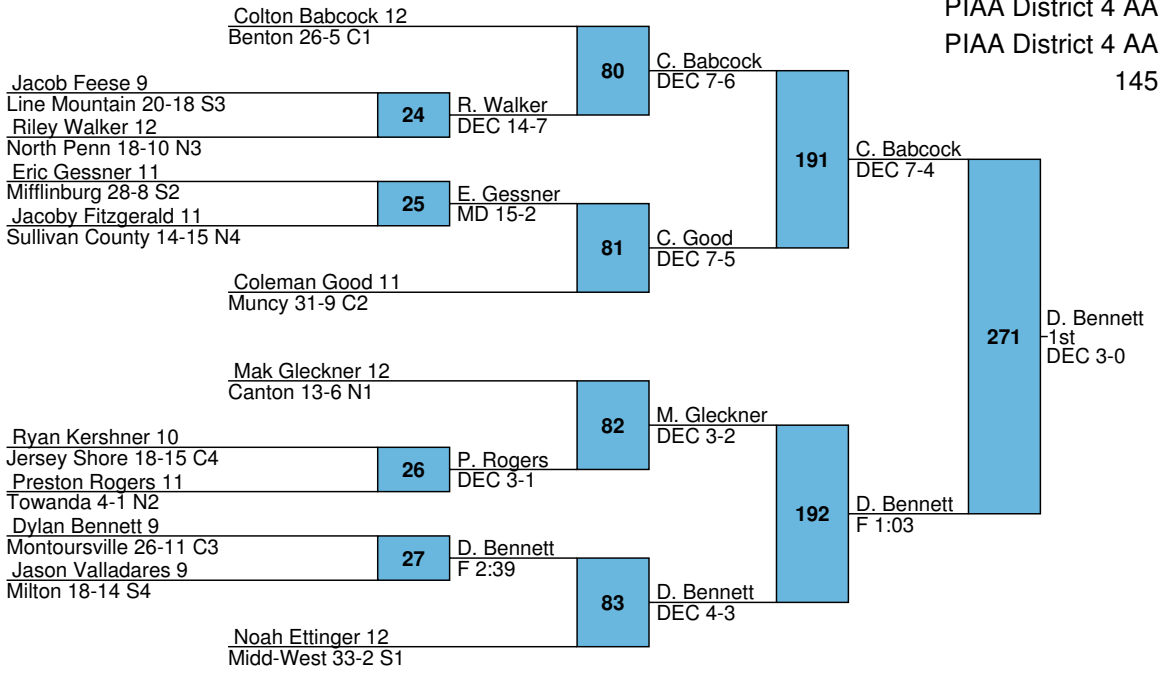 PIAA District 4 AA
PIAA District 4 AA
145
Colton Babcock 12
Benton 26-5 C1
80
C. Babcock
DEC 7-6
Jacob Feese 9
Line Mountain 20-18 S3
24
R. Walker
DEC 14-7
Riley Walker 12
North Penn 18-10 N3
191
C. Babcock
DEC 7-4
Eric Gessner 11
Mifflinburg 28-8 S2
25
E. Gessner
MD 15-2
Jacoby Fitzgerald 11
Sullivan County 14-15 N4
81
C. Good
DEC 7-5
Coleman Good 11
Muncy 31-9 C2
271
D. Bennett
1st
DEC 3-0
Mak Gleckner 12
Canton 13-6 N1
82
M. Gleckner
DEC 3-2
Ryan Kershner 10
Jersey Shore 18-15 C4
26
P. Rogers
DEC 3-1
Preston Rogers 11
Towanda 4-1 N2
192
D. Bennett
F 1:03
Dylan Bennett 9
Montoursville 26-11 C3
27
D. Bennett
F 2:39
Jason Valladares 9
Milton 18-14 S4
83
D. Bennett
DEC 4-3
Noah Ettinger 12
Midd-West 33-2 S1